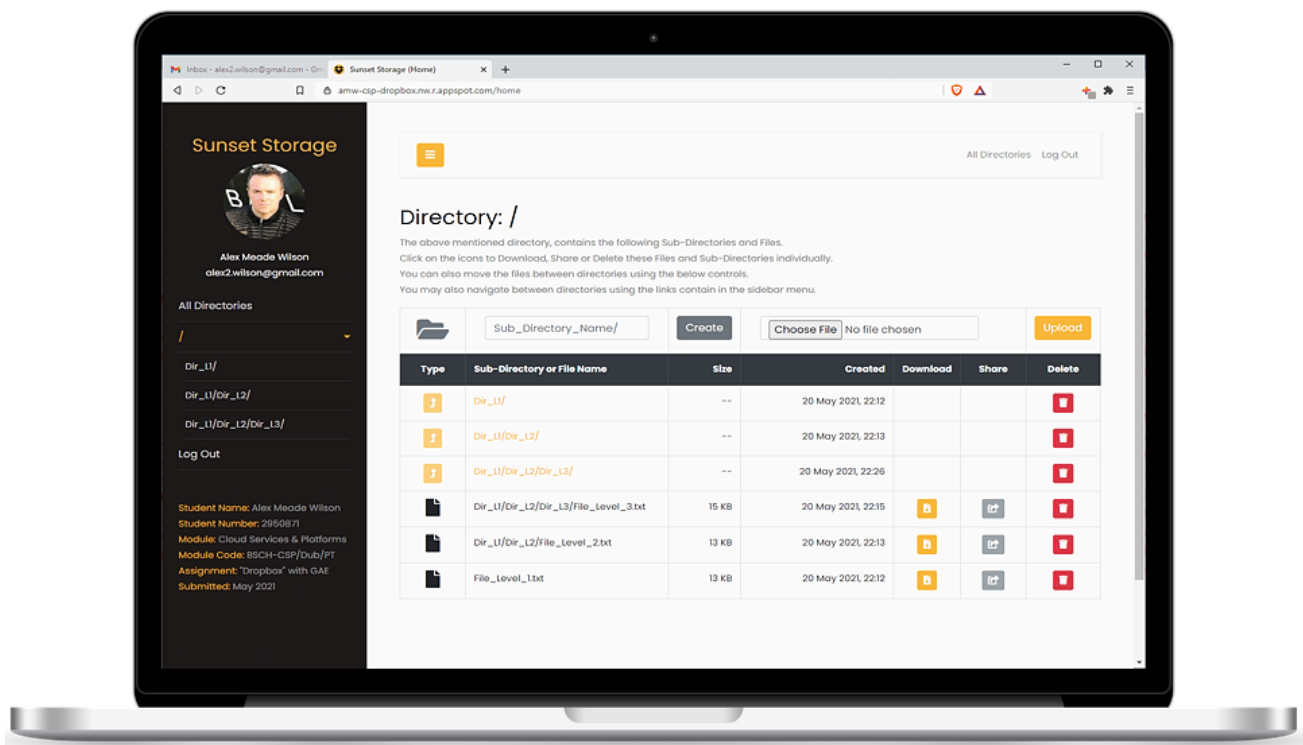 Inbox - alex2.wilson@gmail.com - Gm
Sunset Storage (Home)
amw-csp-dropbox.nw.r.appspot.com/home
Sunset Storage
B L
Alex Meade Wilson
alex2.wilson@gmail.com
All Directories
/
Dir_L1/
Dir_L1/Dir_L2/
Dir_L1/Dir_L2/Dir_L3/
Log Out
Student Name: Alex Meade Wilson
Student Number: 2950871
Module: Cloud Services & Platforms
Module Code: BSCH-CSP/Dub/PT
Assignment: "Dropbox" with GAE
Submitted: May 2021
All Directories Log Out
Directory: /
The above mentioned directory, contains the following Sub-Directories and Files.
Click on the icons to Download, Share or Delete these Files and Sub-Directories individually.
You can also move the files between directories using the below controls.
You may also navigate between directories using the links contain in the sidebar menu.
Sub_Directory_Name/ Create Choose File No file chosen Upload
Type Sub-Directory or File Name Size Created Download Share Delete
Dir_L1/ -- 20 May 2021, 22:12
Dir_L1/Dir_L2/ -- 20 May 2021, 22:13
Dir_L1/Dir_L2/Dir_L3/ -- 20 May 2021, 22:26
Dir_L1/Dir_L2/Dir_L3/File_Level_3.txt 15 KB 20 May 2021, 22:15
Dir_L1/Dir_L2/File_Level_2.txt 13 KB 20 May 2021, 22:13
File_Level_1.txt 13 KB 20 May 2021, 22:12